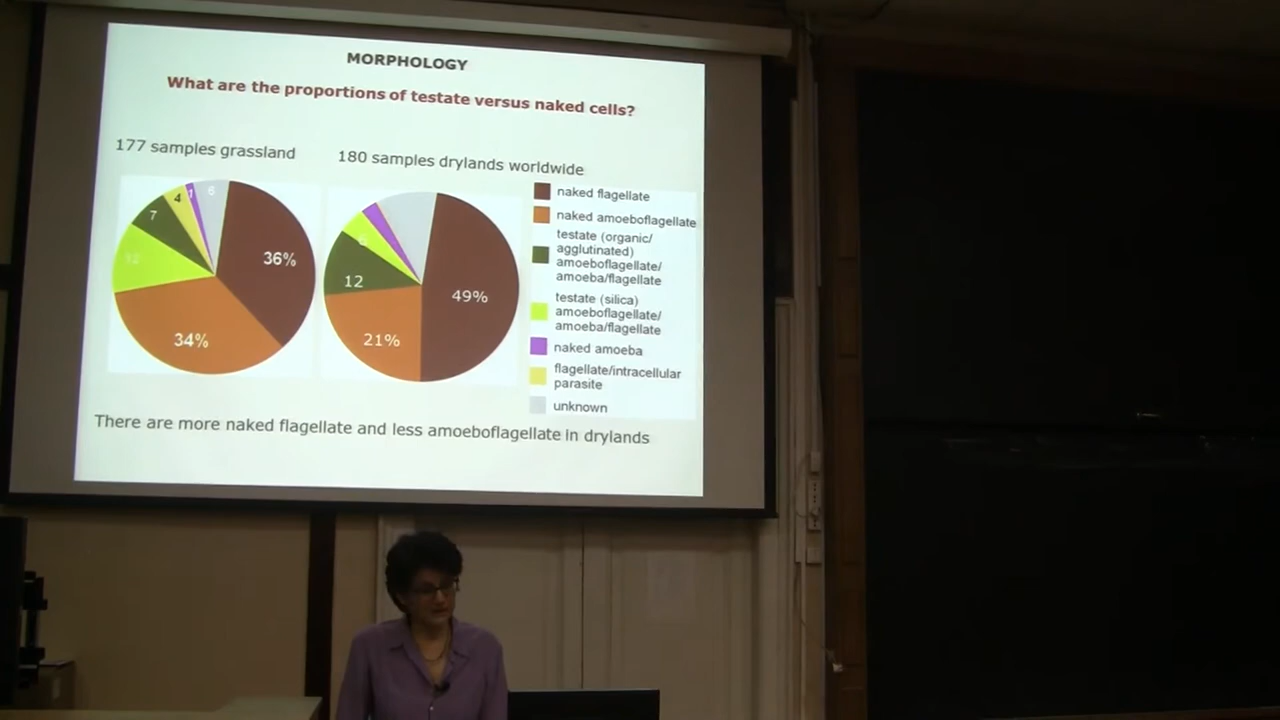 MORPHOLOGY
What are the proportions of testate versus naked cells?
177 samples grassland
180 samples drylands worldwide
36%
34%
12
7
4
1
6
49%
21%
12
naked flagellate
naked amoeboflagellate
testate (organic/
agglutinated)
amoeboflagellate/
amoeba/flagellate
testate (silica)
amoeboflagellate/
amoeba/flagellate
naked amoeba
flagellate/intracellular
parasite
unknown
There are more naked flagellate and less amoeboflagellate in drylands